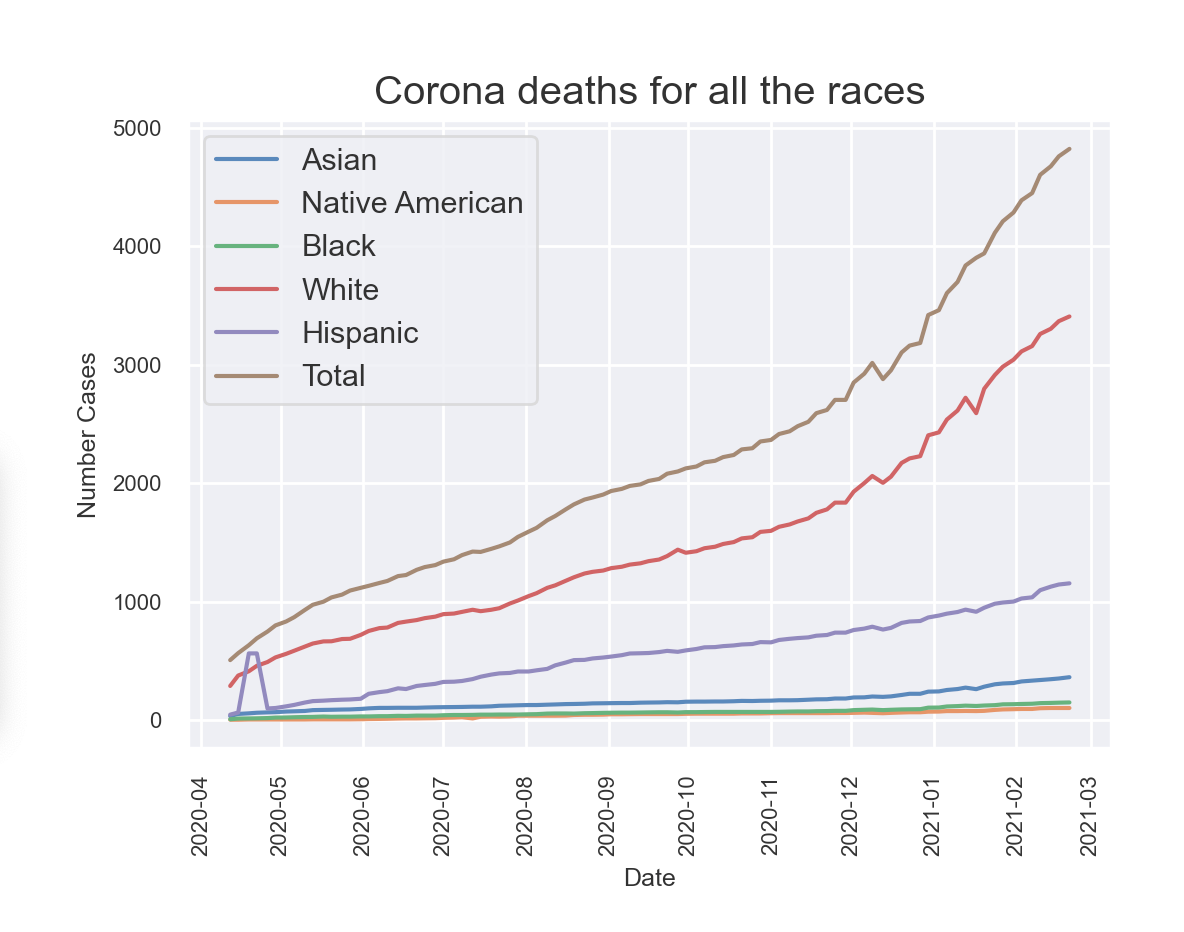 Corona deaths for all the races
5000
4000
3000
2000
1000
0
Number Cases
Asian
Native American
Black
White
Hispanic
Total
2020-04
2020-05
2020-06
2020-07
2020-08
2020-09
2020-10
2020-11
2020-12
2021-01
2021-02
2021-03
Date